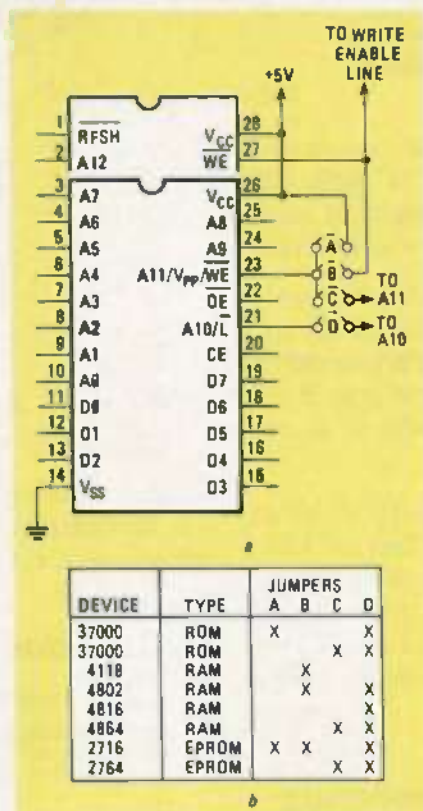 TO WRITE
ENABLE
LINE
+5V
1 RFSH VCC 28
2 A12 WE 27
3 A7 VCC 26
4 A6 A8 25
5 A5 A9 24
6 A4 A11/Vpp/WE 23
7 A3 OE 22
8 A2 A10/L 21
9 A1 CE 20
10 A0 D7 19
11 D0 D6 18
12 D1 D5 17
13 D2 D4 16
14 VSS D3 15
A
B
C TO A11
D TO A10
a
JUMPERS
DEVICE TYPE A B C D
37000 ROM X X
37000 ROM X X
4118 RAM X
4802 RAM X X
4816 RAM X
4864 RAM X X
2716 EPROM X X X
2764 EPROM X X
b